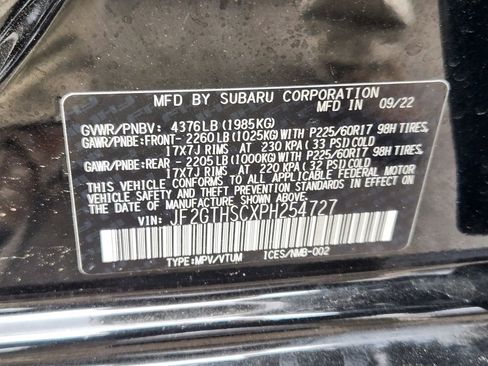 MFD BY SUBARU CORPORATION
MFD IN 09/22
GVWR/PNBV: 4376LB (1985KG)
GAWR/PNBE:FRONT- 2260LB (1025KG) WITH P225/60R17 98H TIRES,
17X7J RIMS AT 230 KPA (33 PSI) COLD
GAWR/PNBE:REAR - 2205LB (1000KG) WITH P225/60R17 98H TIRES,
17X7J RIMS AT 220 KPA (32 PSI) COLD
THIS VEHICLE CONFORMS TO ALL APPLICABLE FEDERAL MOTOR
VEHICLE SAFETY AND THEFT PREVENTION STANDARDS IN EFFECT ON
THE DATE OF MANUFACTURE SHOWN ABOVE.
VIN: JF2GTHSCXPH254727
TYPE:MPV/VTUM ICES/NMB-002